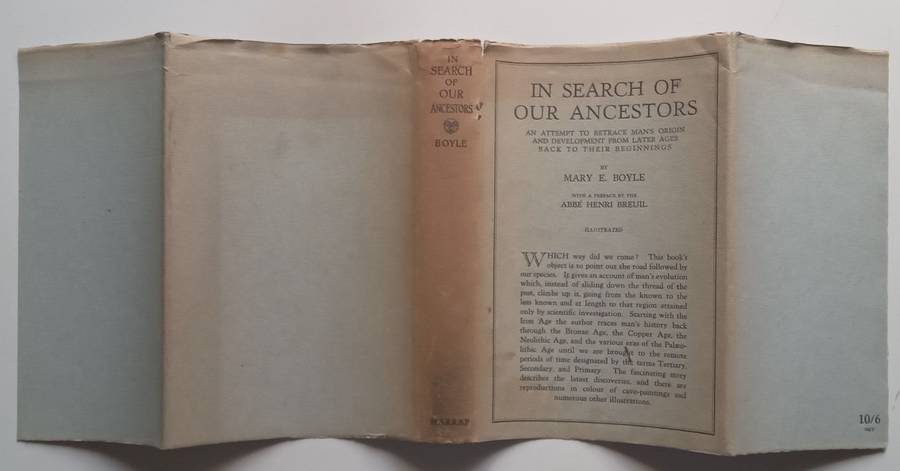 IN
SEARCH
OF
OUR
ANCESTORS
BOYLE
HARRAP
IN SEARCH OF
OUR ANCESTORS
AN ATTEMPT TO RETRACE MAN'S ORIGIN
AND DEVELOPMENT FROM LATER AGES
BACK TO THEIR BEGINNINGS
BY
MARY E. BOYLE
WITH A PREFACE BY THE
ABBÉ HENRI BREUIL
ILLUSTRATED
WHICH way did we come? This book's
object is to point out the road followed by
our species. It gives an account of man's evolution
which, instead of sliding down the thread of the
past, climbs up it, going from the known to the
less known and at length to that region attained
only by scientific investigation. Starting with the
Iron Age the author traces man's history back
through the Bronze Age, the Copper Age, the
Neolithic Age, and the various eras of the Palæo-
lithic Age until we are brought to the remote
periods of time designated by the terms Tertiary,
Secondary, and Primary. The fascinating story
describes the latest discoveries, and there are
reproductions in colour of cave-paintings and
numerous other illustrations.
10/6
NET